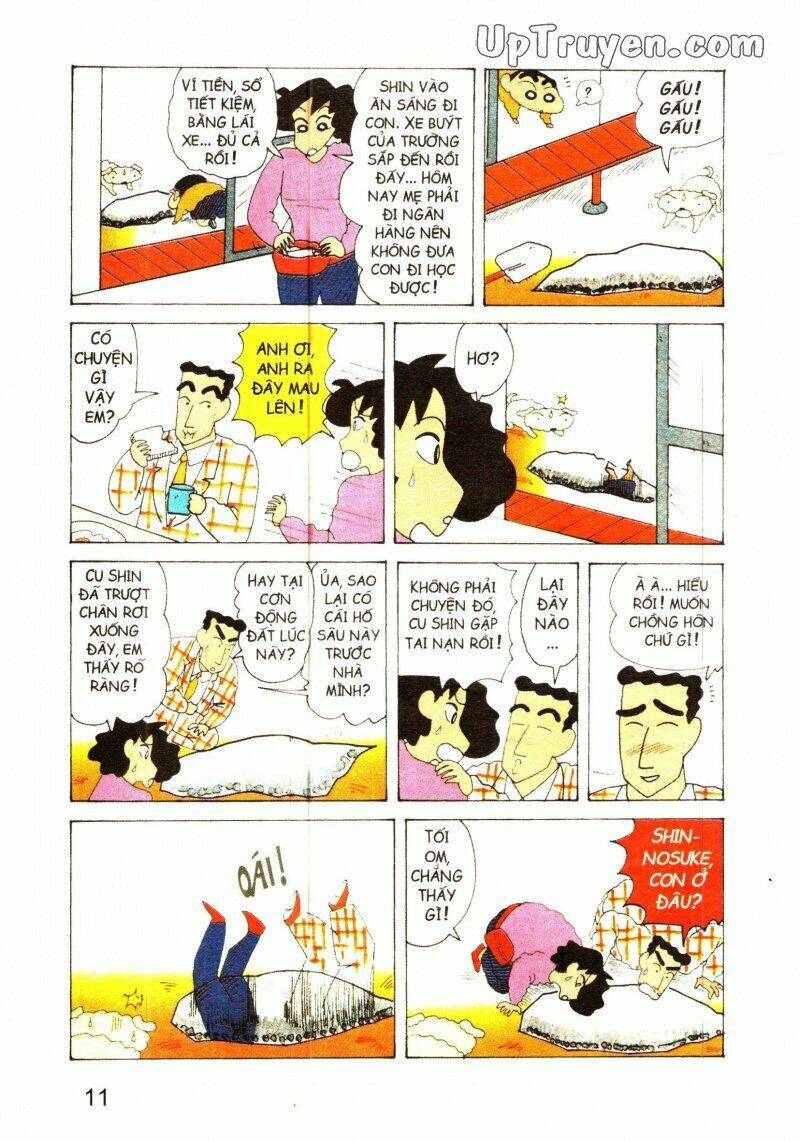 UpTruyen.com
VÍ TIỀN, SỔ
TIẾT KIỆM,
BẰNG LÁI
XE... ĐỦ CẢ
RỒI!
SHIN VÀO
ĂN SÁNG ĐI
CON. XE BUÝT
CỦA TRƯỜNG
SẮP ĐẾN RỒI
ĐẤY... HÔM
NAY MẸ PHẢI
ĐI NGÂN
HÀNG NÊN
KHÔNG ĐƯA
CON ĐI HỌC
ĐƯỢC!
?
GẤU!
GẤU!
GẤU!
CÓ
CHUYỆN
GÌ
VẬY
EM?
ANH ƠI,
ANH RA
ĐÂY MAU
LÊN!
HƠ?
CU SHIN
ĐÃ TRƯỢT
CHÂN RƠI
XUỐNG
ĐÂY, EM
THẤY RÕ
RÀNG!
HAY TẠI
CƠN
ĐỘNG
ĐẤT LÚC
NÃY?
ỦA, SAO
LẠI CÓ
CÁI HỐ
SÂU NÀY
TRƯỚC
NHÀ
MÌNH?
KHÔNG PHẢI
CHUYỆN ĐÓ,
CU SHIN GẶP
TAI NẠN RỒI!
LẠI
ĐÂY
NÀO
...
À À... HIỂU
RỒI! MUỐN
CHỒNG HÔN
CHỨ GÌ!
OÁI!
TỐI
OM,
CHẲNG
THẤY
GÌ!
SHIN-
NOSUKE,
CON Ở
ĐÂU?
11